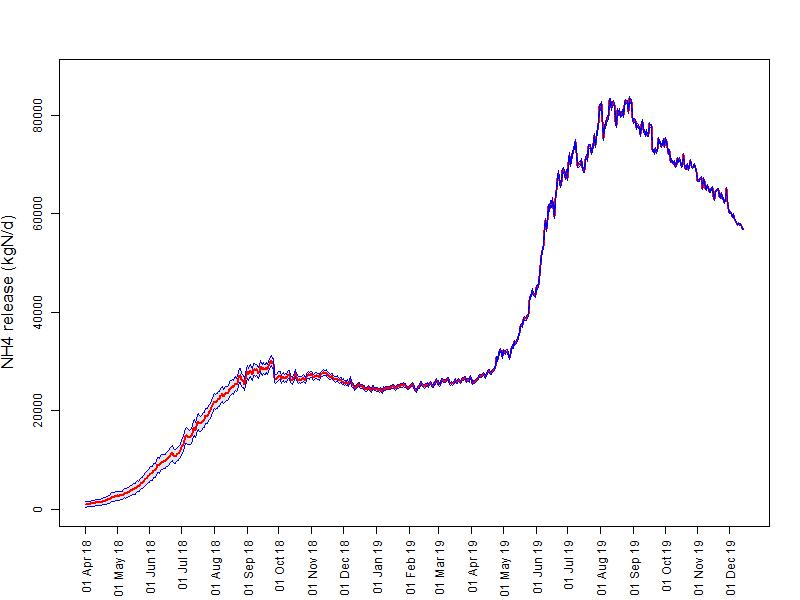 NH4 release (kgN/d)
80000
60000
40000
20000
0
01 Apr 18
01 May 18
01 Jun 18
01 Jul 18
01 Aug 18
01 Sep 18
01 Oct 18
01 Nov 18
01 Dec 18
01 Jan 19
01 Feb 19
01 Mar 19
01 Apr 19
01 May 19
01 Jun 19
01 Jul 19
01 Aug 19
01 Sep 19
01 Oct 19
01 Nov 19
01 Dec 19